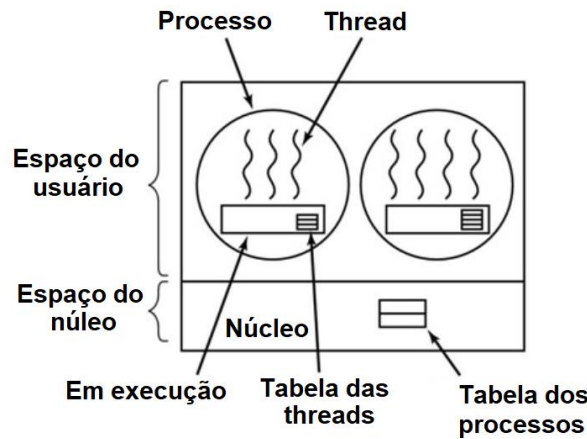 Processo
Thread
Espaço do
usuário
Espaço do
núleo
Núcleo
Em execução
Tabela das
threads
Tabela dos
processos